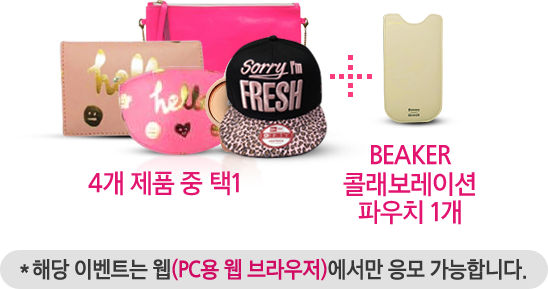 hello
hello
Sorry I'm
FRESH
4개 제품 중 택1
BEAKER
콜래보레이션
파우치 1개
*해당 이벤트는 웹(PC용 웹 브라우저)에서만 응모 가능합니다.